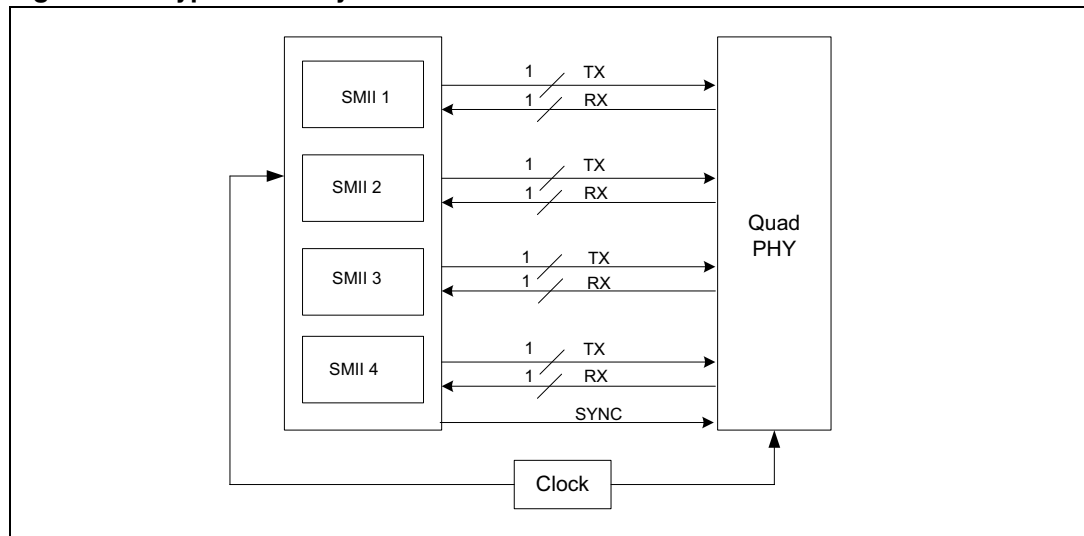 SMII 1
1 TX
1 RX
SMII 2
1 TX
1 RX
SMII 3
1 TX
1 RX
SMII 4
1 TX
1 RX
SYNC
Quad
PHY
Clock